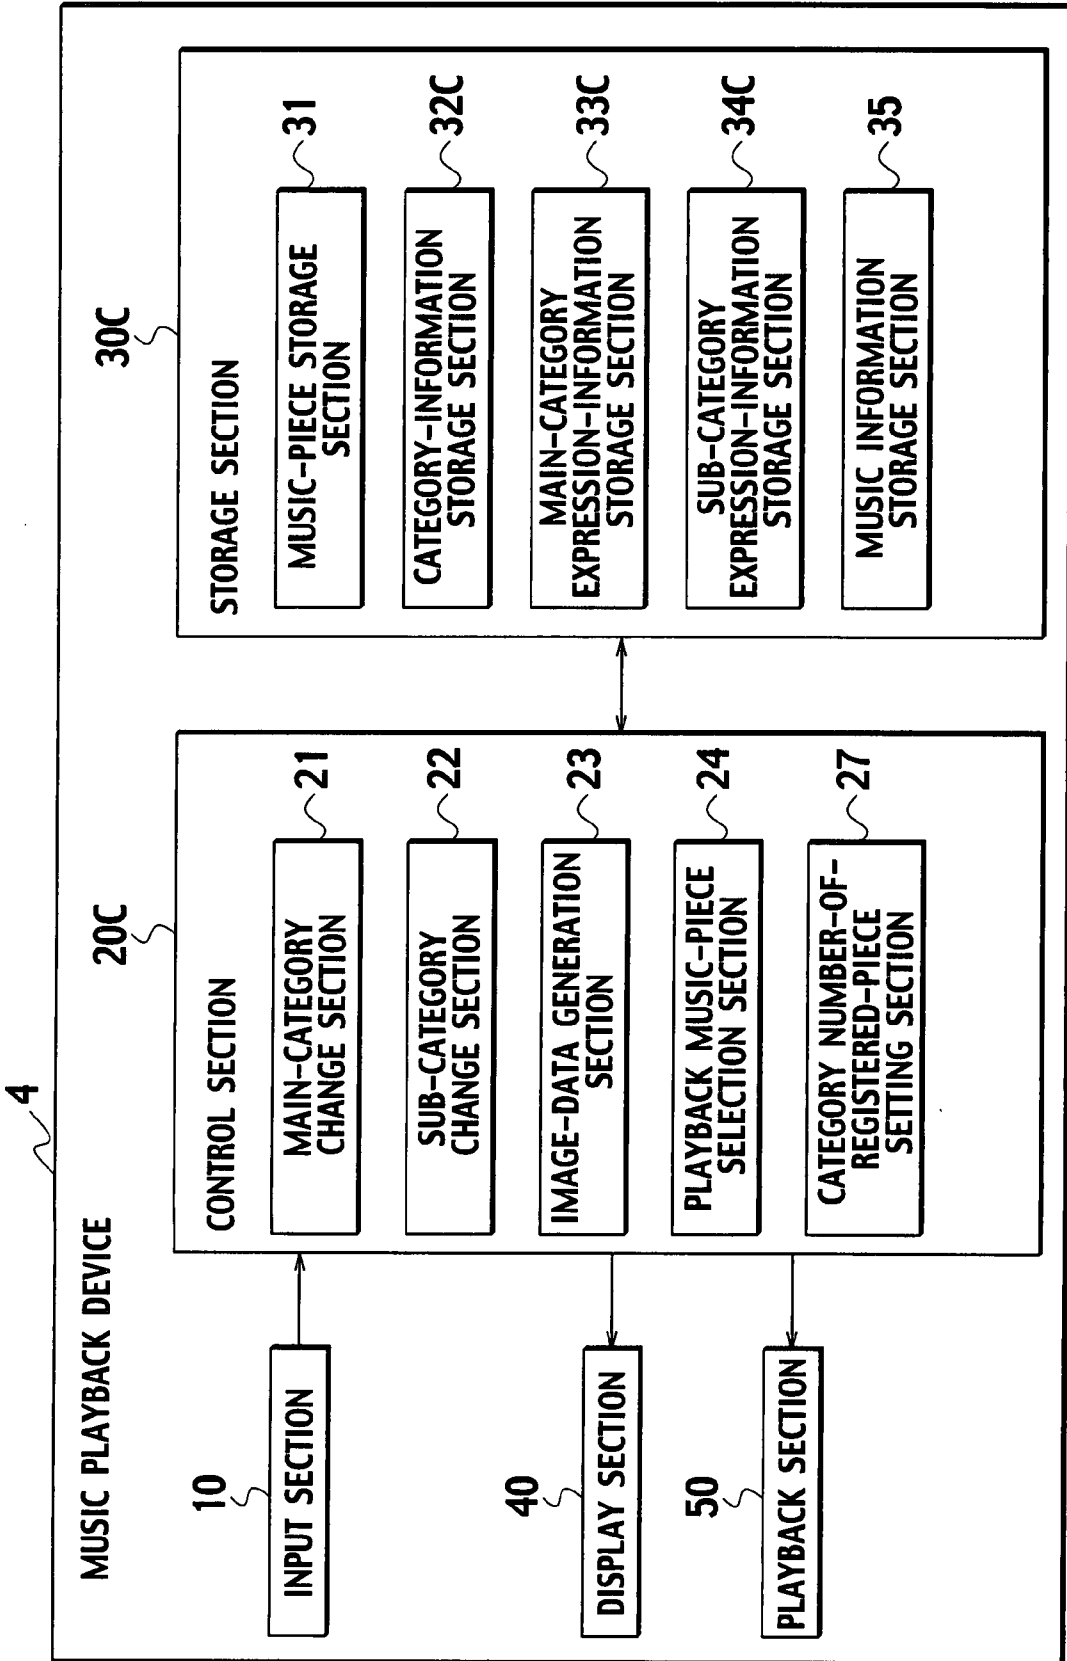 4
MUSIC PLAYBACK DEVICE
10
INPUT SECTION
40
DISPLAY SECTION
50
PLAYBACK SECTION
20C
CONTROL SECTION
MAIN-CATEGORY
CHANGE SECTION
21
SUB-CATEGORY
CHANGE SECTION
22
IMAGE-DATA GENERATION
SECTION
23
PLAYBACK MUSIC-PIECE
SELECTION SECTION
24
CATEGORY NUMBER-OF-
REGISTERED-PIECE
SETTING SECTION
27
30C
STORAGE SECTION
MUSIC-PIECE STORAGE
SECTION
31
CATEGORY-INFORMATION
STORAGE SECTION
32C
MAIN-CATEGORY
EXPRESSION-INFORMATION
STORAGE SECTION
33C
SUB-CATEGORY
EXPRESSION-INFORMATION
STORAGE SECTION
34C
MUSIC INFORMATION
STORAGE SECTION
35